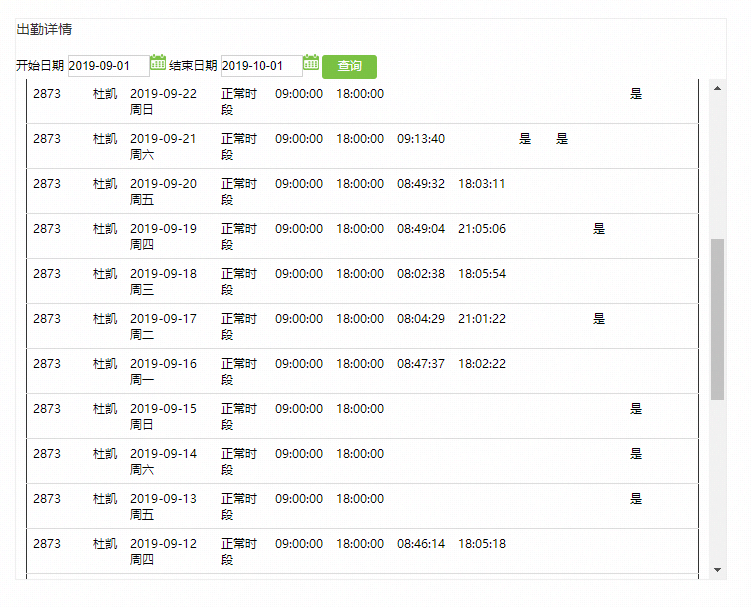 出勤详情
开始日期 2019-09-01 结束日期 2019-10-01 查询
2873 杜凯 2019-09-22 正常时 09:00:00 18:00:00 是
周日 段
2873 杜凯 2019-09-21 正常时 09:00:00 18:00:00 09:13:40 是 是
周六 段
2873 杜凯 2019-09-20 正常时 09:00:00 18:00:00 08:49:32 18:03:11
周五 段
2873 杜凯 2019-09-19 正常时 09:00:00 18:00:00 08:49:04 21:05:06 是
周四 段
2873 杜凯 2019-09-18 正常时 09:00:00 18:00:00 08:02:38 18:05:54
周三 段
2873 杜凯 2019-09-17 正常时 09:00:00 18:00:00 08:04:29 21:01:22 是
周二 段
2873 杜凯 2019-09-16 正常时 09:00:00 18:00:00 08:47:37 18:02:22
周一 段
2873 杜凯 2019-09-15 正常时 09:00:00 18:00:00 是
周日 段
2873 杜凯 2019-09-14 正常时 09:00:00 18:00:00 是
周六 段
2873 杜凯 2019-09-13 正常时 09:00:00 18:00:00 是
周五 段
2873 杜凯 2019-09-12 正常时 09:00:00 18:00:00 08:46:14 18:05:18
周四 段